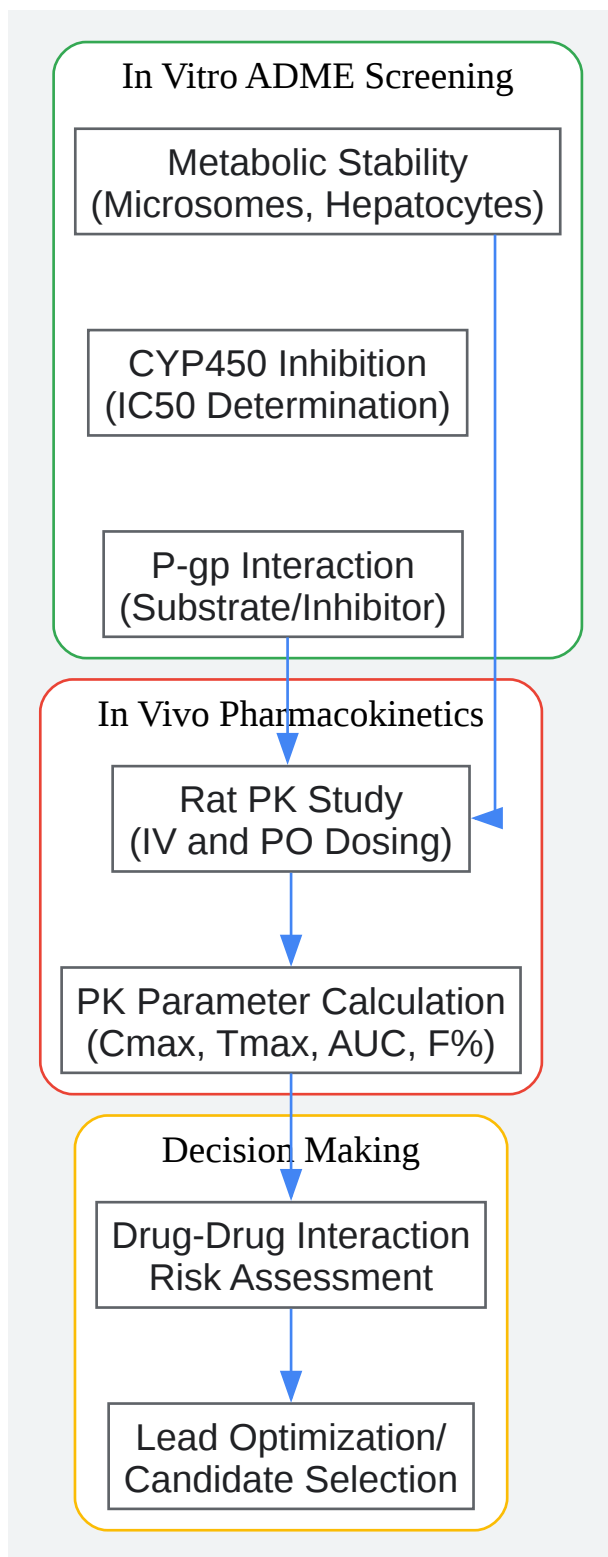 In Vitro ADME Screening
Metabolic Stability
(Microsomes, Hepatocytes)
CYP450 Inhibition
(IC50 Determination)
P-gp Interaction
(Substrate/Inhibitor)
In Vivo Pharmacokinetics
Rat PK Study
(IV and PO Dosing)
PK Parameter Calculation
(Cmax, Tmax, AUC, F%)
Decision Making
Drug-Drug Interaction
Risk Assessment
Lead Optimization/
Candidate Selection